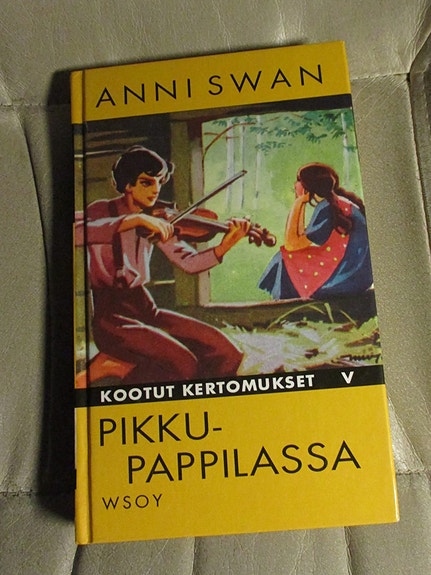 ANNI SWAN
KOOTUT KERTOMUKSET V
PIKKU-
PAPPILASSA
WSOY